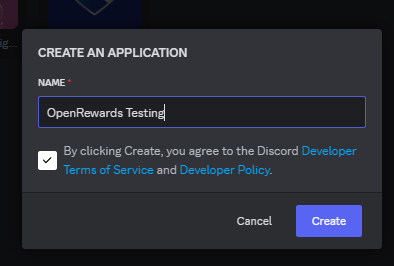 CREATE AN APPLICATION
NAME *
OpenRewards Testing
By clicking Create, you agree to the Discord Developer
Terms of Service and Developer Policy.
Cancel
Create